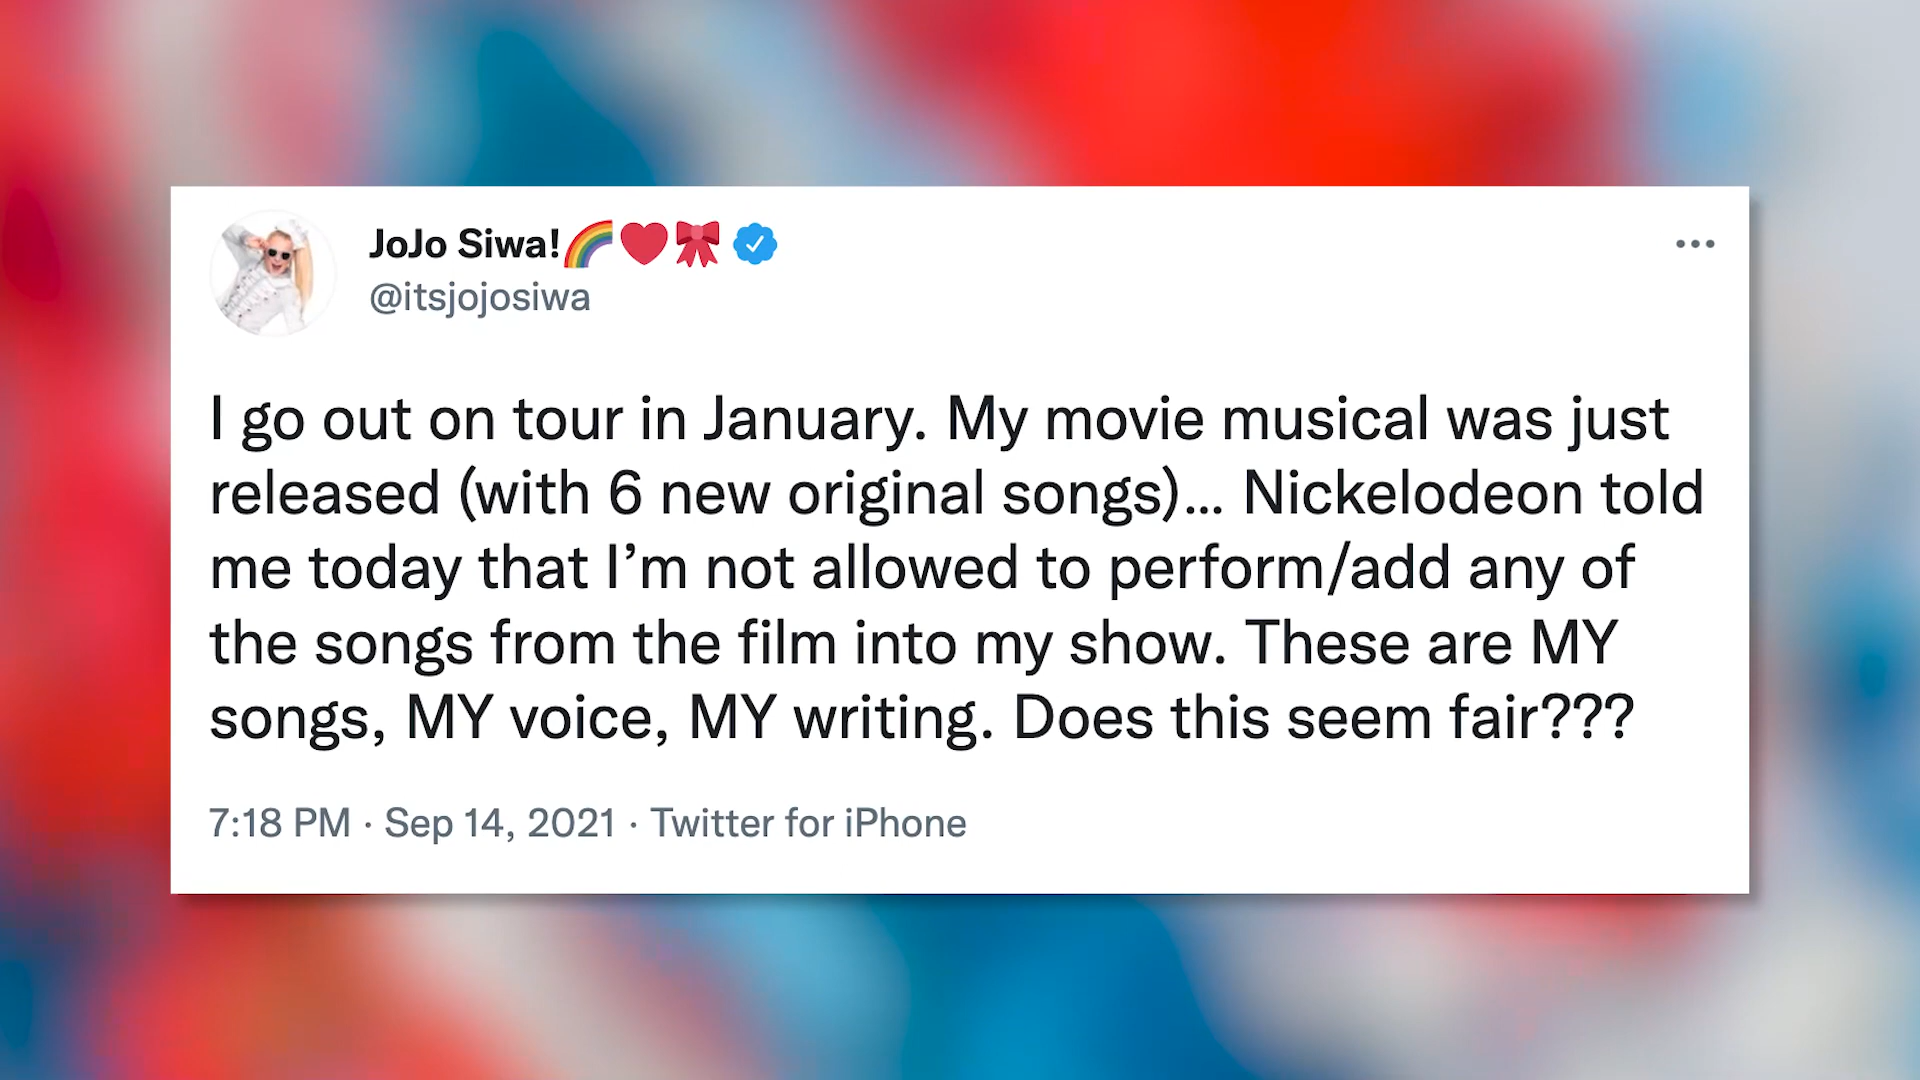 JoJo Siwa!🌈❤️🎀
@itsjojosiwa
I go out on tour in January. My movie musical was just
released (with 6 new original songs)... Nickelodeon told
me today that I’m not allowed to perform/add any of
the songs from the film into my show. These are MY
songs, MY voice, MY writing. Does this seem fair???
7:18 PM · Sep 14, 2021 · Twitter for iPhone